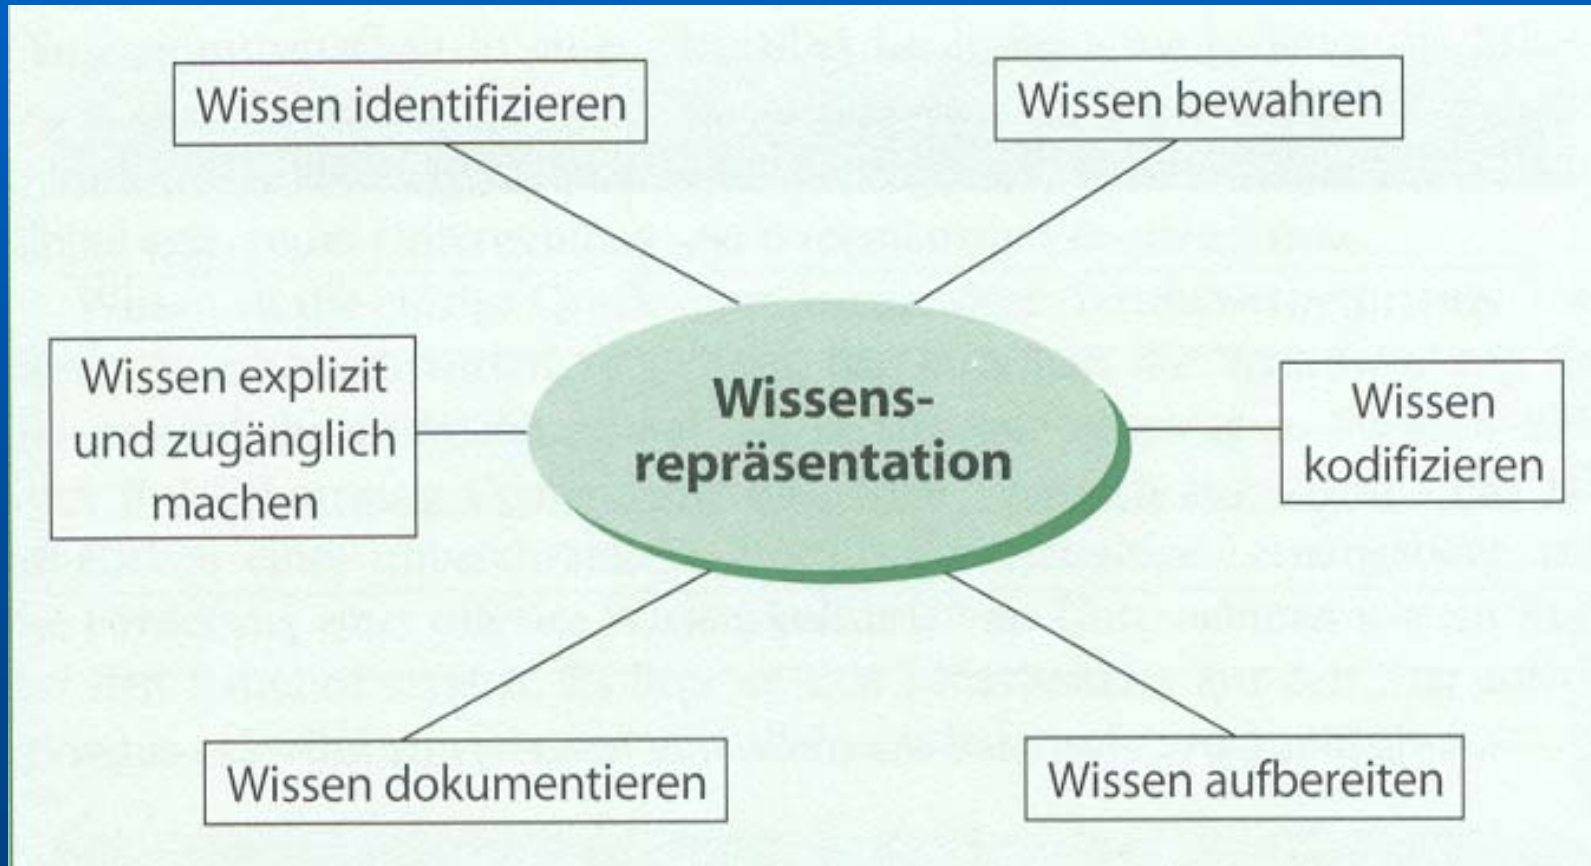 Wissen identifizieren
Wissen bewahren
Wissen explizit
und zugänglich
machen
Wissens-
repräsentation
Wissen
kodifizieren
Wissen dokumentieren
Wissen aufbereiten